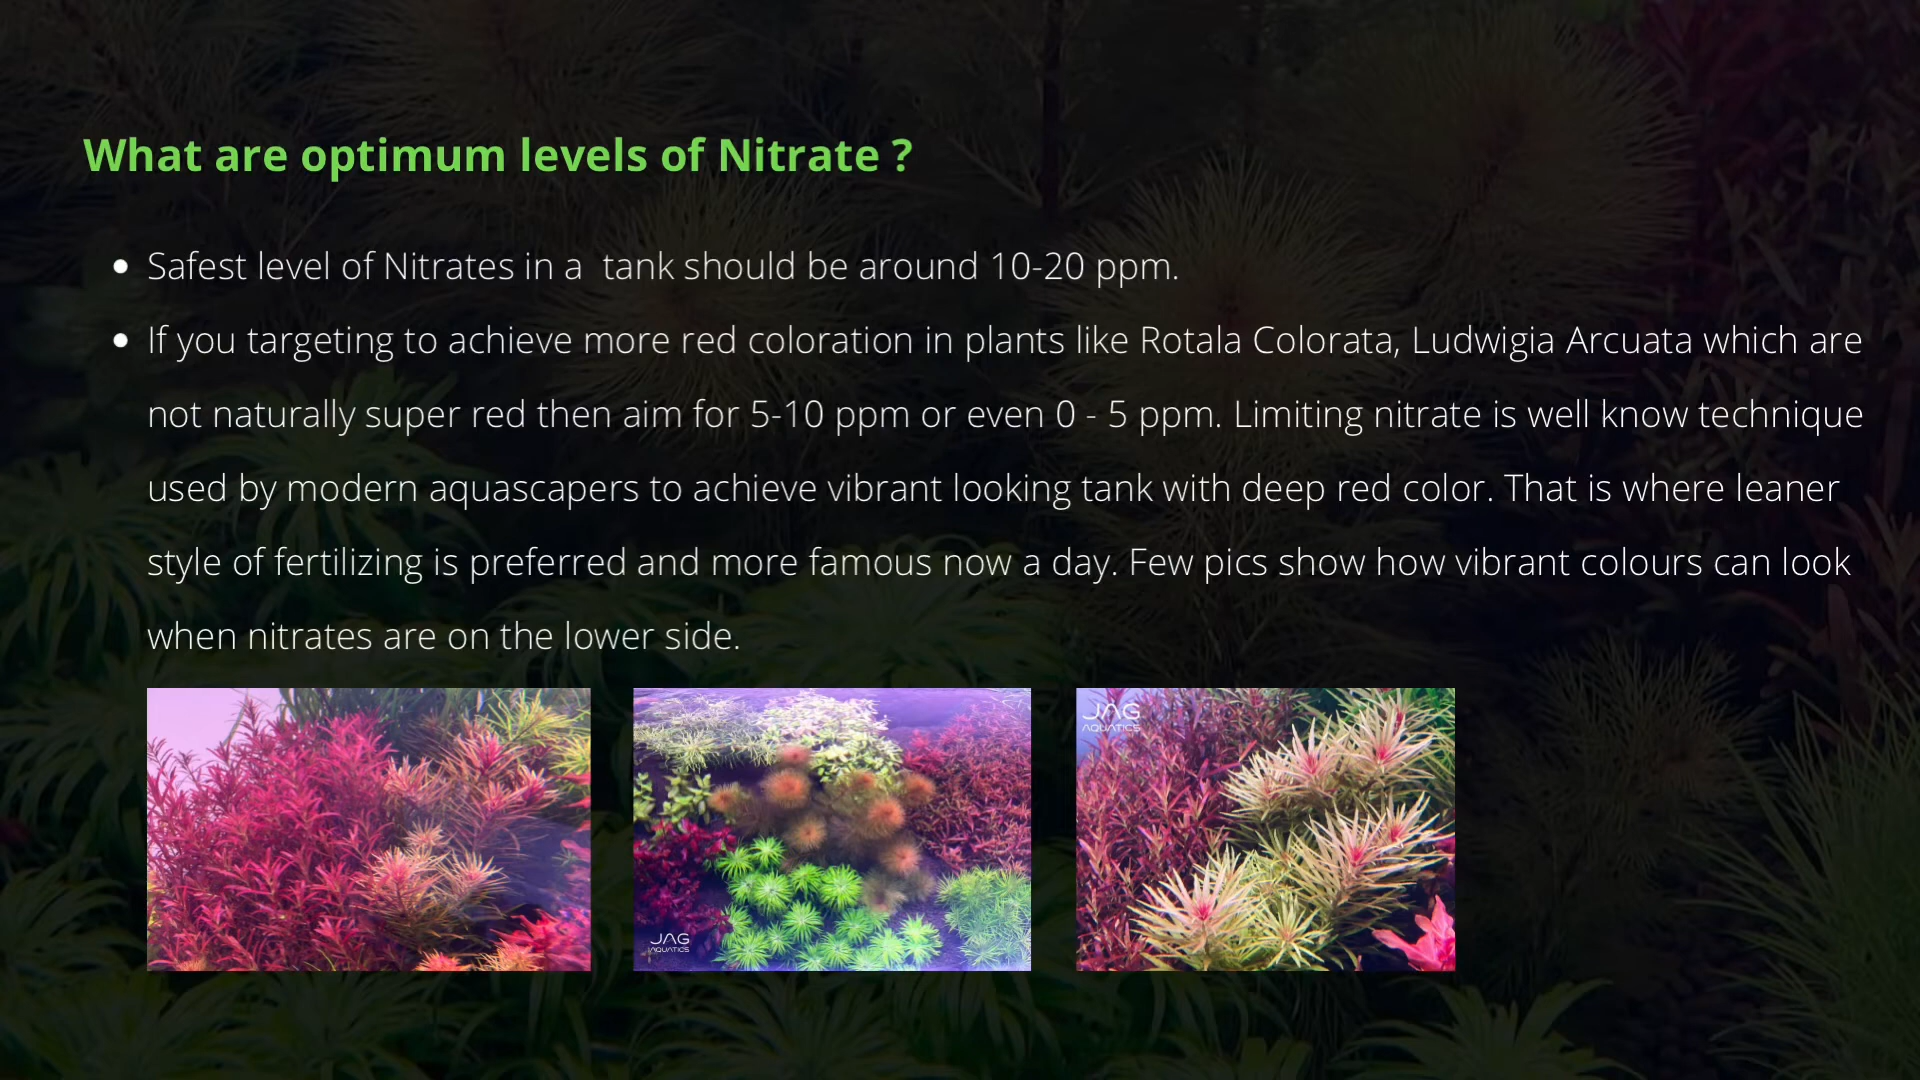 What are optimum levels of Nitrate ?
• Safest level of Nitrates in a  tank should be around 10-20 ppm.
• If you targeting to achieve more red coloration in plants like Rotala Colorata, Ludwigia Arcuata which are
not naturally super red then aim for 5-10 ppm or even 0 - 5 ppm. Limiting nitrate is well know technique
used by modern aquascapers to achieve vibrant looking tank with deep red color. That is where leaner
style of fertilizing is preferred and more famous now a day. Few pics show how vibrant colours can look
when nitrates are on the lower side.
JAG
AQUATICS
JAG
AQUATICS